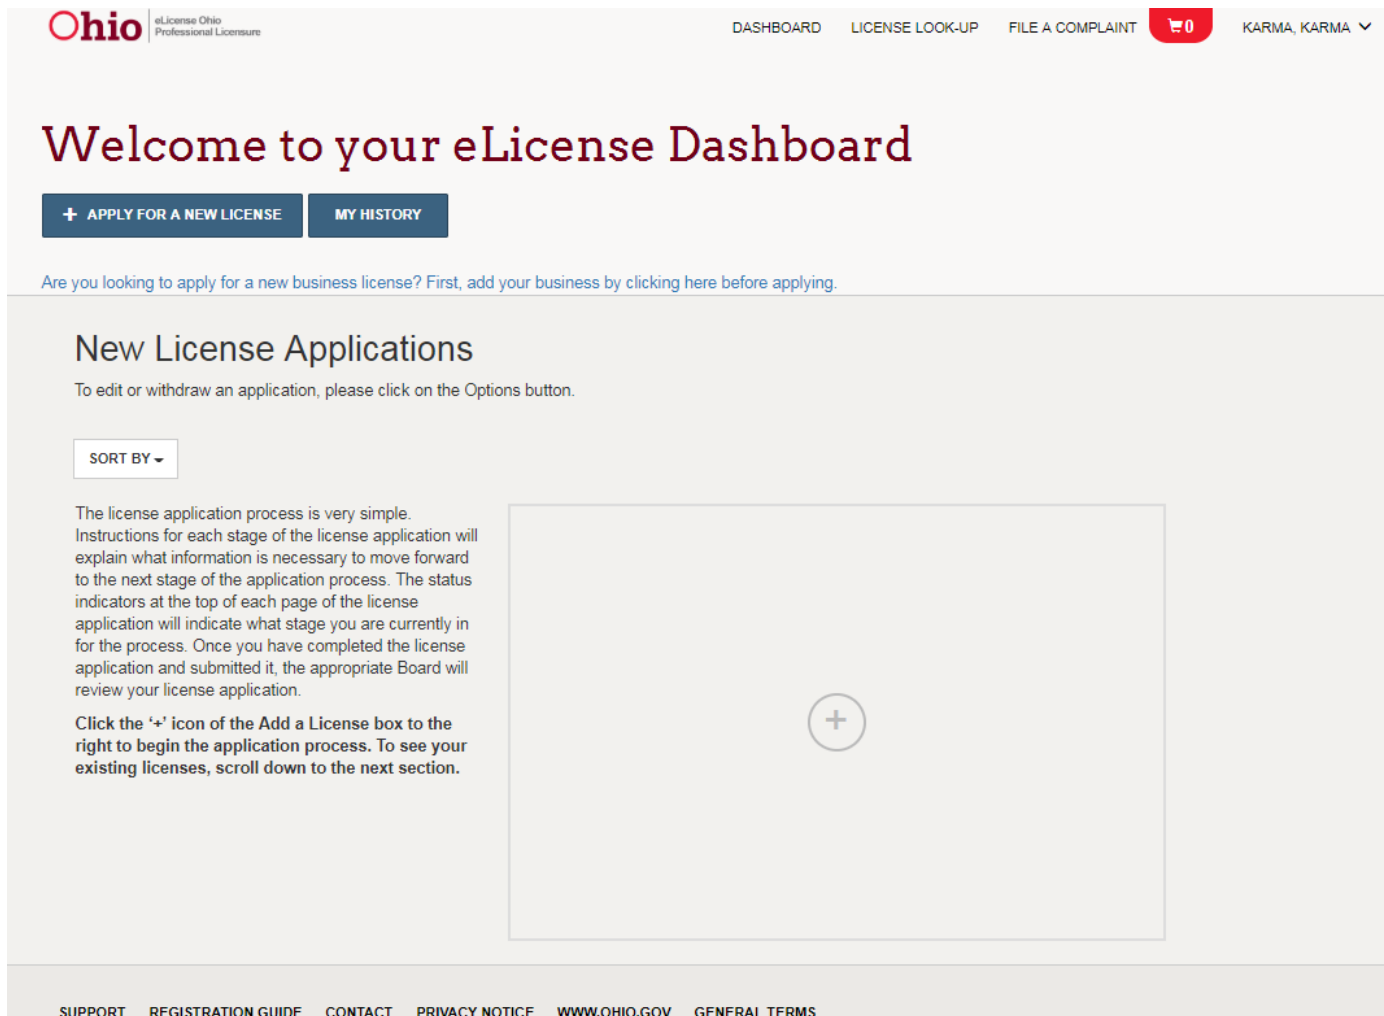 Ohio eLicense Ohio
Professional Licensure
DASHBOARD LICENSE LOOK-UP FILE A COMPLAINT 0 KARMA, KARMA
Welcome to your eLicense Dashboard
+ APPLY FOR A NEW LICENSE MY HISTORY
Are you looking to apply for a new business license? First, add your business by clicking here before applying.
New License Applications
To edit or withdraw an application, please click on the Options button.
SORT BY
The license application process is very simple.
Instructions for each stage of the license application will
explain what information is necessary to move forward
to the next stage of the application process. The status
indicators at the top of each page of the license
application will indicate what stage you are currently in
for the process. Once you have completed the license
application and submitted it, the appropriate Board will
review your license application.
Click the ‘+’ icon of the Add a License box to the
right to begin the application process. To see your
existing licenses, scroll down to the next section.
+
SUPPORT REGISTRATION GUIDE CONTACT PRIVACY NOTICE WWW.OHIO.GOV GENERAL TERMS